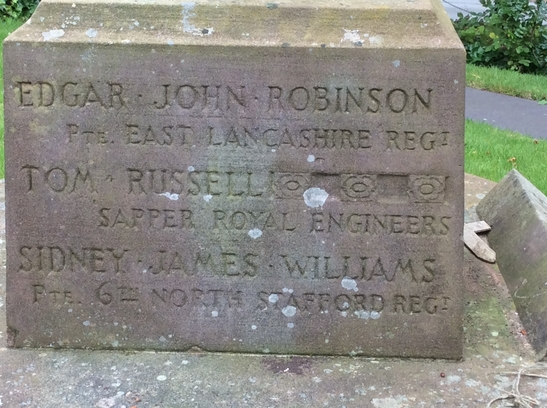 EDGAR · JOHN · ROBINSON
PTE. EAST LANCASHIRE REGT
TOM · RUSSELL
SAPPER ROYAL ENGINEERS
SIDNEY · JAMES · WILLIAMS
PTE. 6TH NORTH STAFFORD REGT